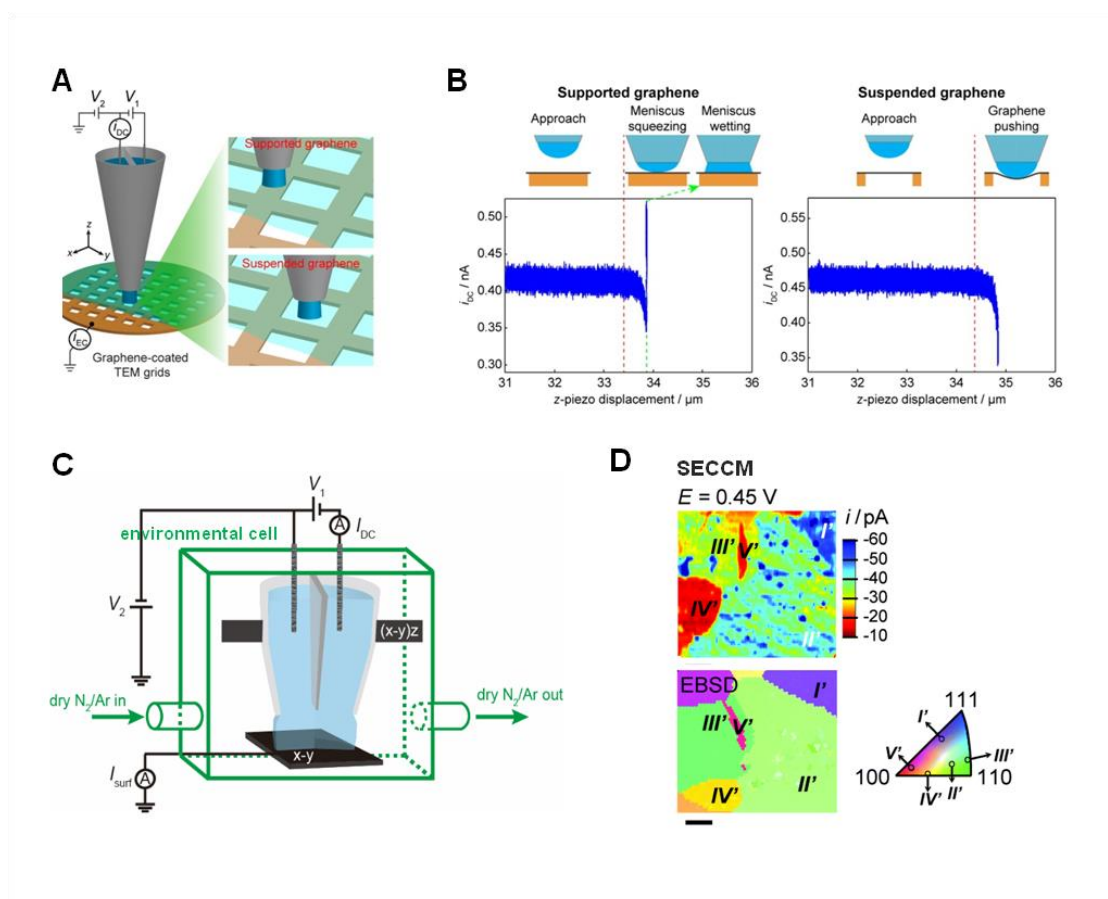 A
V2
V1
iDC
z
x
y
iEC
Graphene-coated
TEM grids
Supported graphene
Suspended graphene
B
Supported graphene
Approach
Meniscus
squeezing
Meniscus
wetting
0.50
0.45
0.40
0.35
0.30
iDC / nA
31 32 33 34 35 36
z-piezo displacement / µm
Suspended graphene
Approach
Graphene
pushing
0.55
0.50
0.45
0.40
0.35
iDC / nA
31 32 33 34 35 36
z-piezo displacement / µm
C
V1
A
IDC
environmental cell
V2
(x-y)z
dry N2/Ar in
dry N2/Ar out
x-y
Isurf
A
D
SECCM
E = 0.45 V
i / pA
-60
-50
-40
-30
-20
-10
I'
III'
V'
IV'
II'
EBSD
I'
III'
V'
II'
IV'
111
I'
III'
V'
100
110
IV'
II'